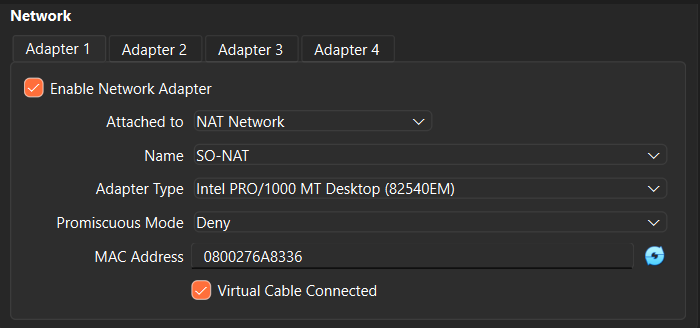 Network
Adapter 1 Adapter 2 Adapter 3 Adapter 4
Enable Network Adapter
Attached to NAT Network
Name SO-NAT
Adapter Type Intel PRO/1000 MT Desktop (82540EM)
Promiscuous Mode Deny
MAC Address 0800276A8336
Virtual Cable Connected